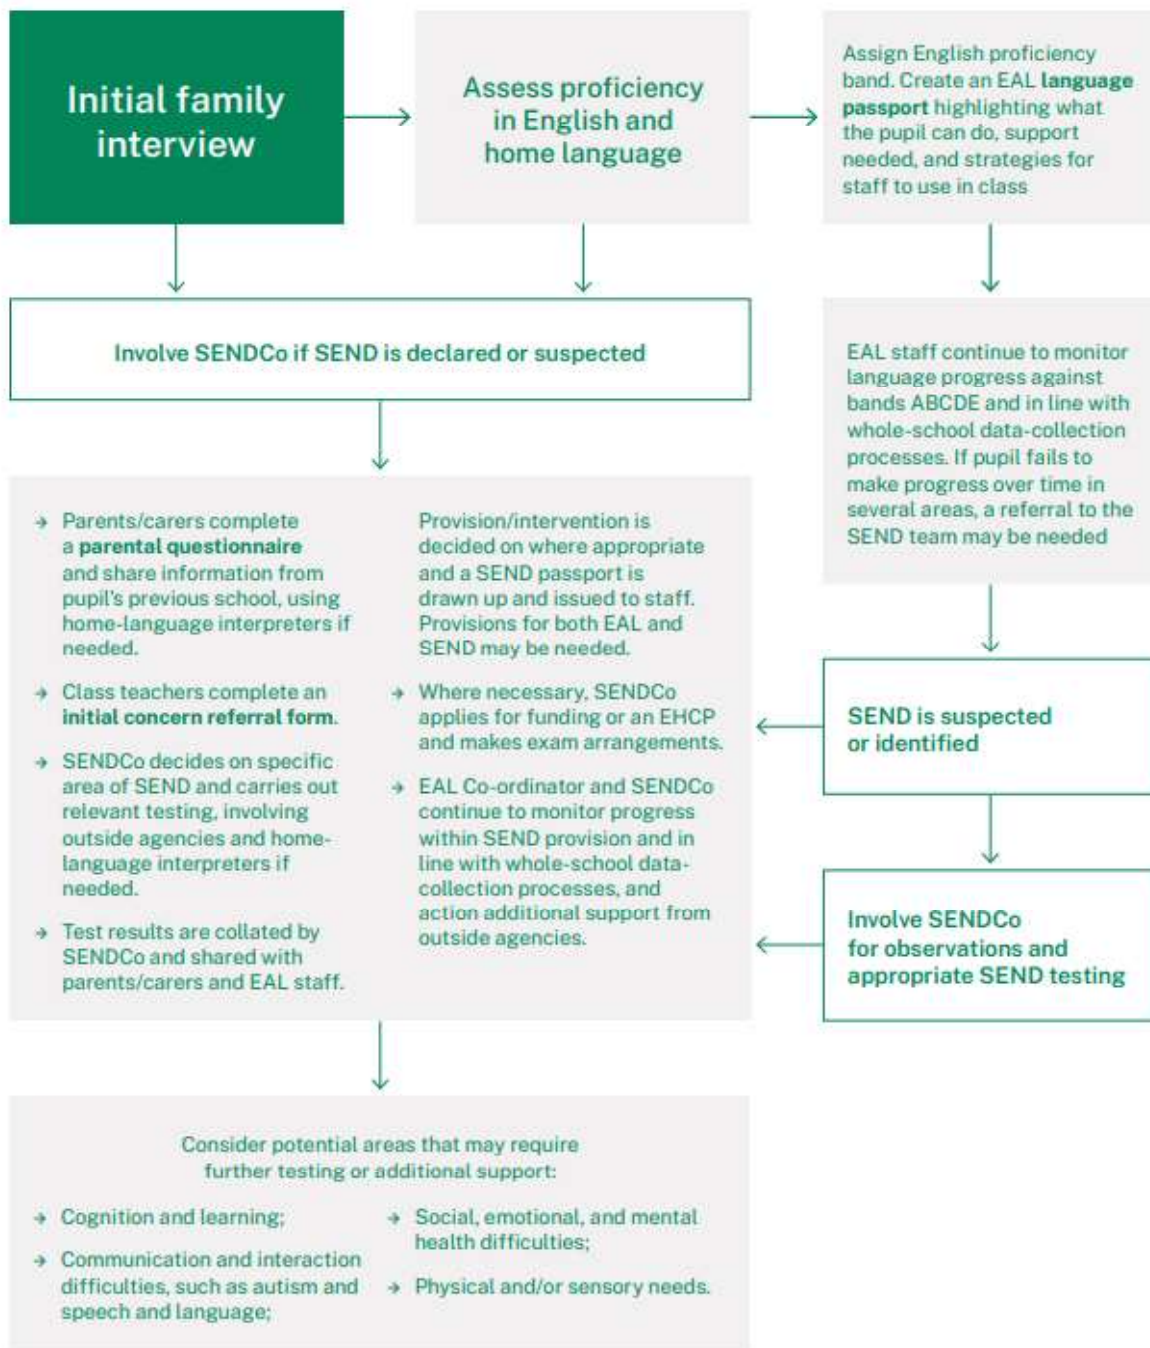 Initial family
interview
Assess proficiency
in English and
home language
Assign English proficiency
band. Create an EAL language
passport highlighting what
the pupil can do, support
needed, and strategies for
staff to use in class
Involve SENDCo if SEND is declared or suspected
EAL staff continue to monitor
language progress against
bands ABCDE and in line with
whole-school data-collection
processes. If pupil fails to
make progress over time in
several areas, a referral to the
SEND team may be needed
→ Parents/carers complete
a parental questionnaire
and share information from
pupil's previous school, using
home-language interpreters if
needed.
→ Class teachers complete an
initial concern referral form.
→ SENDCo decides on specific
area of SEND and carries out
relevant testing, involving
outside agencies and home-
language interpreters if
needed.
→ Test results are collated by
SENDCo and shared with
parents/carers and EAL staff.
Provision/intervention is
decided on where appropriate
and a SEND passport is
drawn up and issued to staff.
Provisions for both EAL and
SEND may be needed.
→ Where necessary, SENDCo
applies for funding or an EHCP
and makes exam arrangements.
→ EAL Co-ordinator and SENDCo
continue to monitor progress
within SEND provision and in
line with whole-school data-
collection processes, and
action additional support from
outside agencies.
SEND is suspected
or identified
Involve SENDCo
for observations and
appropriate SEND testing
Consider potential areas that may require
further testing or additional support:
→ Cognition and learning;
→ Communication and interaction
difficulties, such as autism and
speech and language;
→ Social, emotional, and mental
health difficulties;
→ Physical and/or sensory needs.